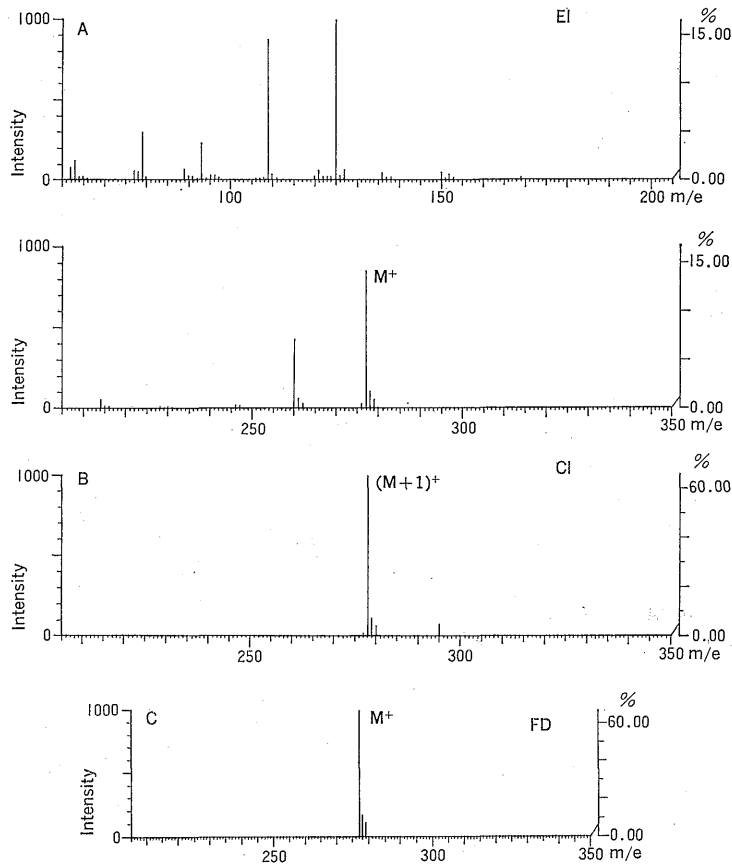 1000 A EI %
15.00
Intensity
0 100 150 200 m/e 0.00
1000 M+ %
15.00
Intensity
0 250 300 350 m/e 0.00
1000 B (M+1)+ CI %
60.00
Intensity
0 250 300 350 m/e 0.00
1000 C M+ FD %
60.00
Intensity
0 250 300 350 m/e 0.00